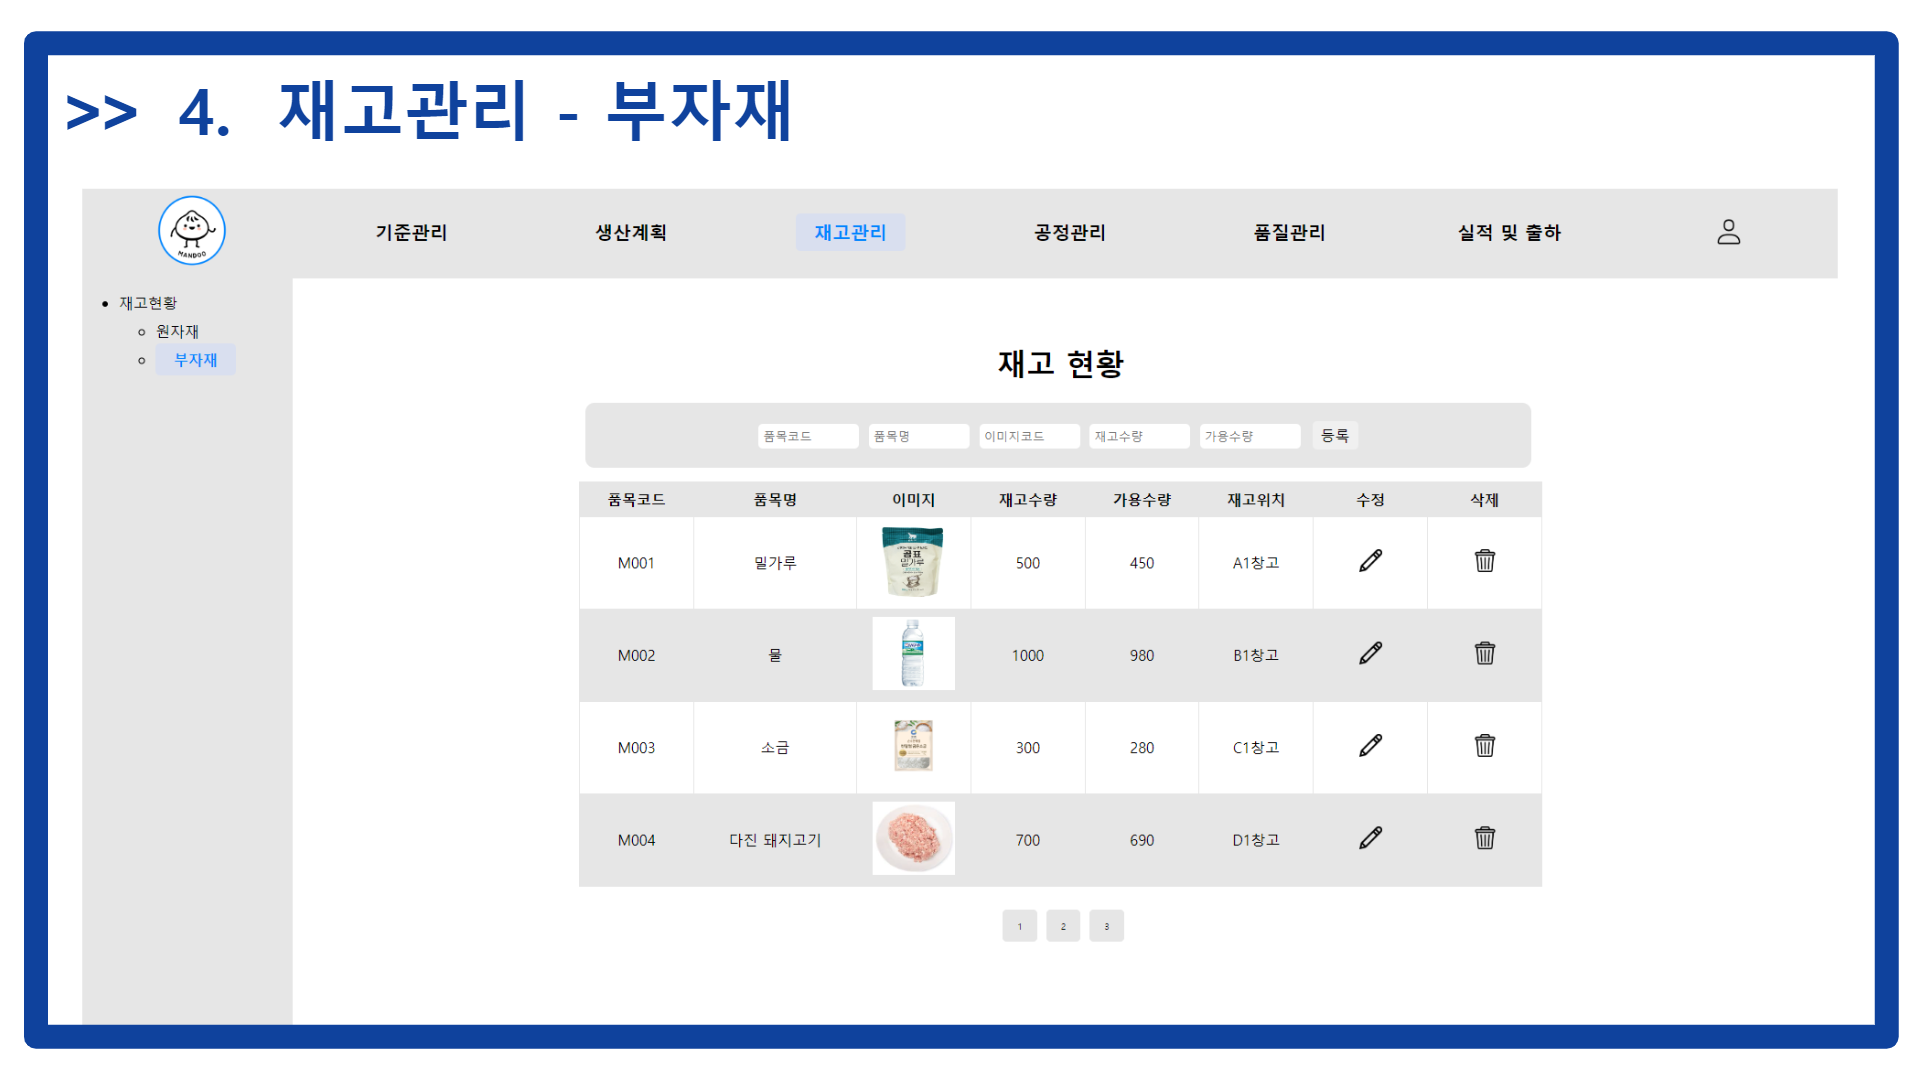 >> 4. 재고관리 - 부자재
MANDOO
기준관리 생산계획 재고관리 공정관리 품질관리 실적 및 출하
재고현황
원자재
부자재
재고 현황
품목코드 품목명 이미지코드 재고수량 가용수량 등록
품목코드 품목명 이미지 재고수량 가용수량 재고위치 수정 삭제
곰표
밀가루
M001 밀가루 500 450 A1창고
M002 물 1000 980 B1창고
M003 소금 300 280 C1창고
M004 다진 돼지고기 700 690 D1창고
1 2 3